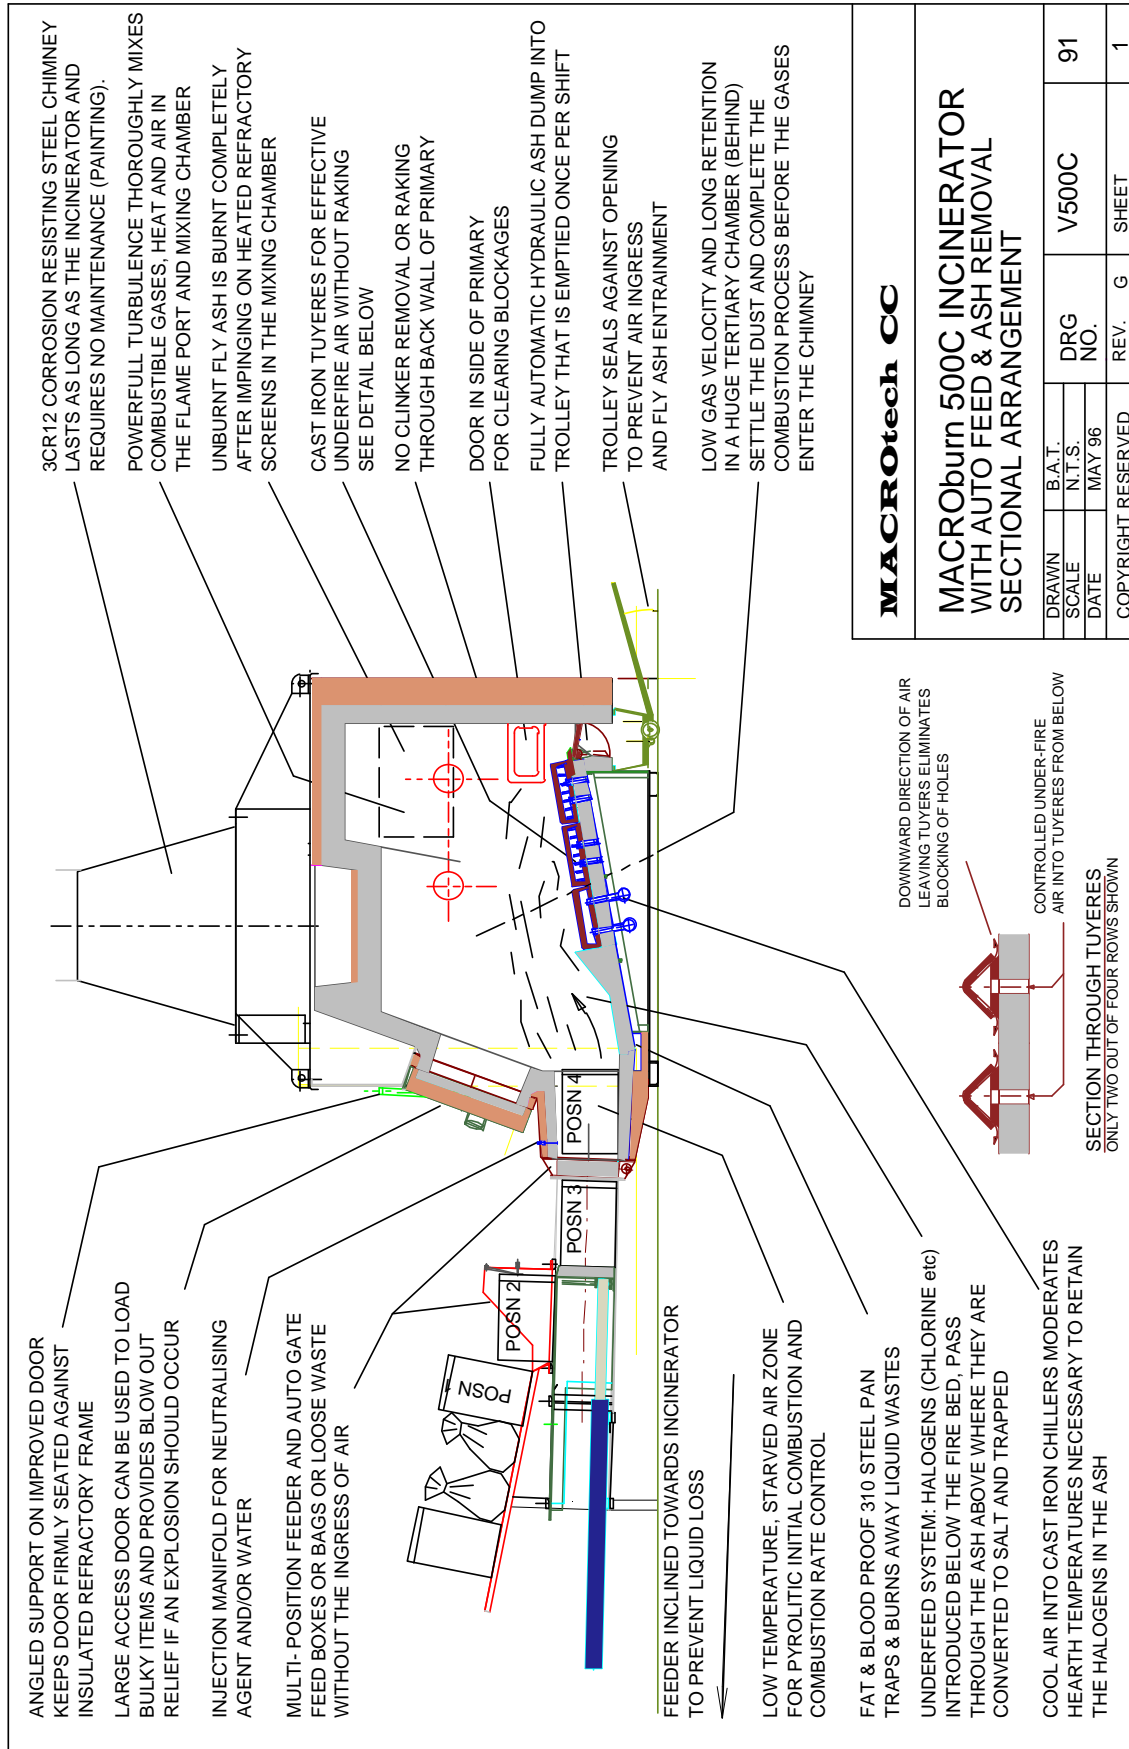 ANGLED SUPPORT ON IMPROVED DOOR
KEEPS DOOR FIRMLY SEATED AGAINST
INSULATED REFRACTORY FRAME
LARGE ACCESS DOOR CAN BE USED TO LOAD
BULKY ITEMS AND PROVIDES BLOW OUT
RELIEF IF AN EXPLOSION SHOULD OCCUR
INJECTION MANIFOLD FOR NEUTRALISING
AGENT AND/OR WATER
MULTI- POSITION FEEDER AND AUTO GATE
FEED BOXES OR BAGS OR LOOSE WASTE
WITHOUT THE INGRESS OF AIR
POSN
POSN 2
POSN 3
POSN 4
FEEDER INCLINED TOWARDS INCINERATOR
TO PREVENT LIQUID LOSS
LOW TEMPERATURE, STARVED AIR ZONE
FOR PYROLITIC INITIAL COMBUSTION AND
COMBUSTION RATE CONTROL
FAT & BLOOD PROOF 310 STEEL PAN
TRAPS & BURNS AWAY LIQUID WASTES
UNDERFEED SYSTEM: HALOGENS (CHLORINE etc)
INTRODUCED BELOW THE FIRE BED, PASS
THROUGH THE ASH ABOVE WHERE THEY ARE
CONVERTED TO SALT AND TRAPPED
COOL AIR INTO CAST IRON CHILLERS MODERATES
HEARTH TEMPERATURES NECESSARY TO RETAIN
THE HALOGENS IN THE ASH
3CR12 CORROSION RESISTING STEEL CHIMNEY
LASTS AS LONG AS THE INCINERATOR AND
REQUIRES NO MAINTENANCE (PAINTING).
POWERFULL TURBULENCE THOROUGHLY MIXES
COMBUSTIBLE GASES, HEAT AND AIR IN
THE FLAME PORT AND MIXING CHAMBER
UNBURNT FLY ASH IS BURNT COMPLETELY
AFTER IMPINGING ON HEATED REFRACTORY
SCREENS IN THE MIXING CHAMBER
CAST IRON TUYERES FOR EFFECTIVE
UNDERFIRE AIR WITHOUT RAKING
SEE DETAIL BELOW
NO CLINKER REMOVAL OR RAKING
THROUGH BACK WALL OF PRIMARY
DOOR IN SIDE OF PRIMARY
FOR CLEARING BLOCKAGES
FULLY AUTOMATIC HYDRAULIC ASH DUMP INTO
TROLLEY THAT IS EMPTIED ONCE PER SHIFT
TROLLEY SEALS AGAINST OPENING
TO PREVENT AIR INGRESS
AND FLY ASH ENTRAINMENT
LOW GAS VELOCITY AND LONG RETENTION
IN A HUGE TERTIARY CHAMBER (BEHIND)
SETTLE THE DUST AND COMPLETE THE
COMBUSTION PROCESS BEFORE THE GASES
ENTER THE CHIMNEY
DOWNWARD DIRECTION OF AIR
LEAVING TUYERS ELIMINATES
BLOCKING OF HOLES
CONTROLLED UNDER-FIRE
AIR INTO TUYERES FROM BELOW
SECTION THROUGH TUYERES
ONLY TWO OUT OF FOUR ROWS SHOWN
MACROtech CC
MACROburn 500C INCINERATOR
WITH AUTO FEED & ASH REMOVAL
SECTIONAL ARRANGEMENT
DRAWN B.A.T.
SCALE N.T.S.
DATE MAY 96
DRG NO. V500C 91
COPYRIGHT RESERVED REV. G SHEET 1